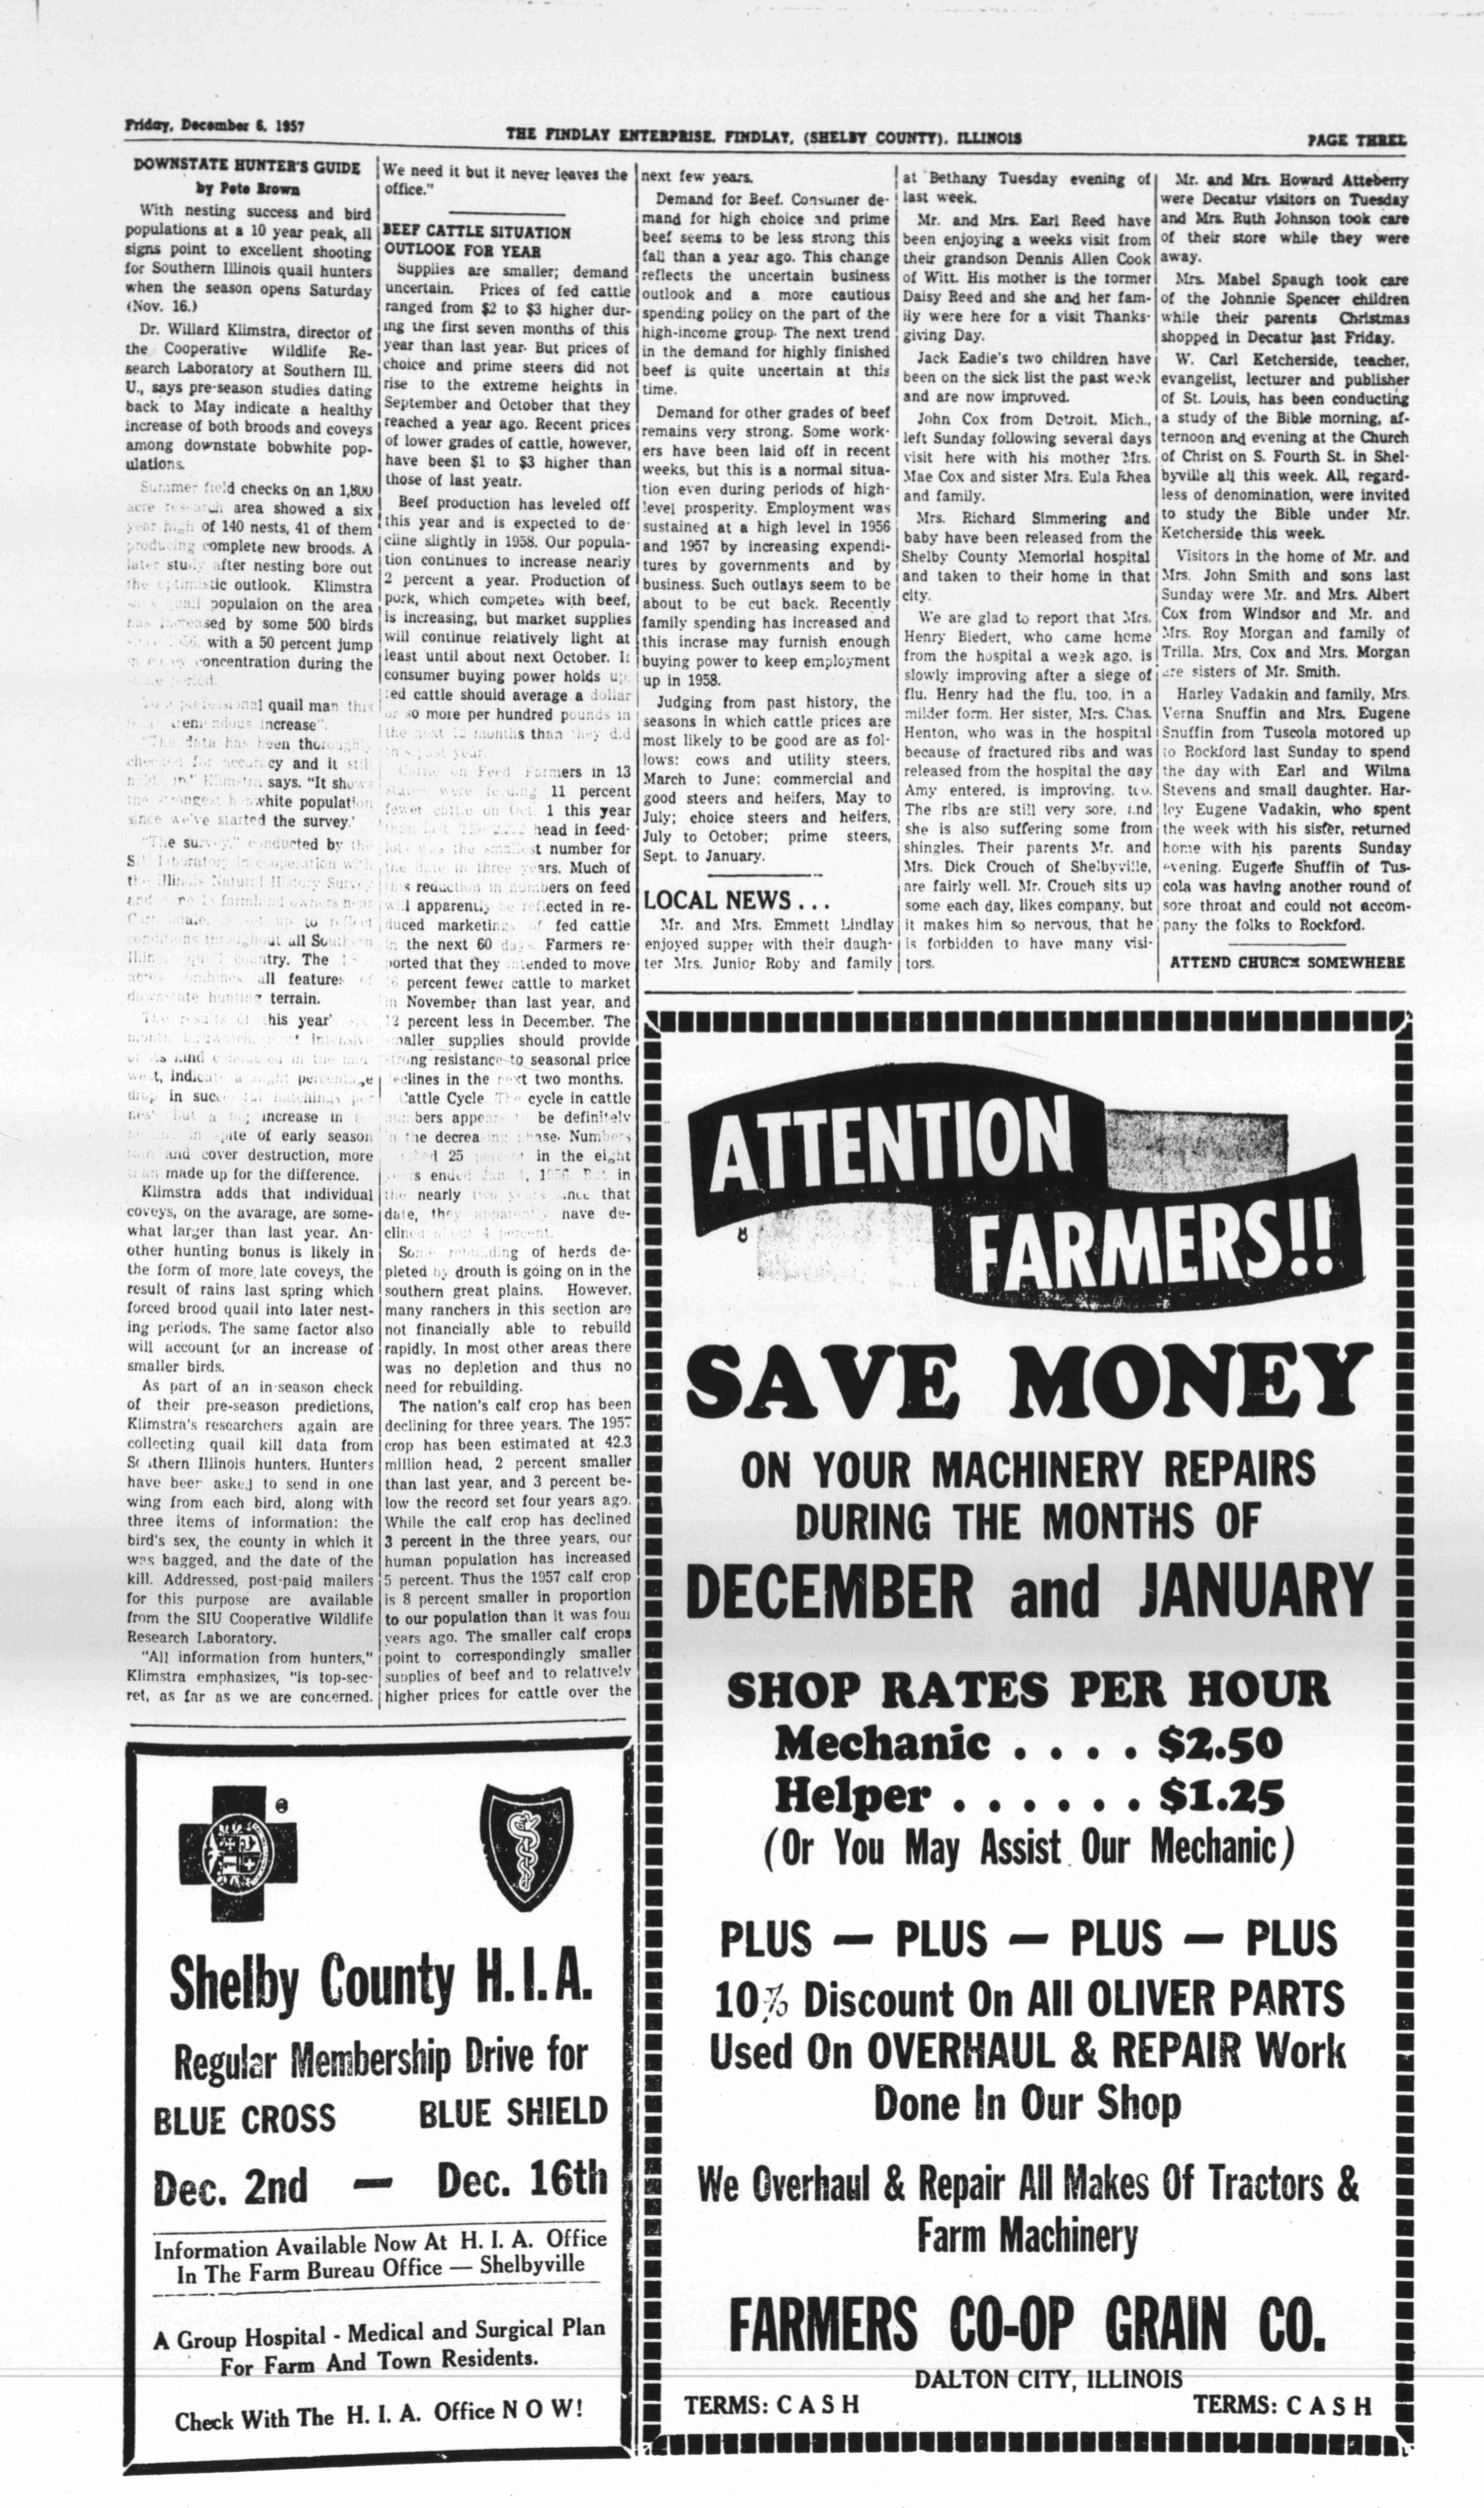 Friday, December 6, 1957
THE FINDLAY ENTERPRISE, FINDLAY, (SHELBY COUNTY), ILLINOIS
PAGE THREE
DOWNSTATE HUNTER'S GUIDE
by Pete Brown
With nesting success and bird
populations at a 10 year peak, all
signs point to excellent shooting
for Southern Illinois quail hunters
when the season opens Saturday
(Nov. 16.)
Dr. Willard Klimstra, director of
the Cooperative Wildlife Re-
search Laboratory at Southern Ill.
U., says pre-season studies dating
back to May indicate a healthy
increase of both broods and coveys
among downstate bobwhite pop-
ulations.
Summer field checks on an 1,800
acre research area showed a six
year high of 140 nests, 41 of them
producing complete new broods. A
later study after nesting bore out
the optimistic outlook. Klimstra
quail populaion on the area
has increased by some 500 birds
with a 50 percent jump
concentration during the
period.
quail man this
tremendous increase".
"The data has been thoroughly
checked for accuracy and it still
Klimstra says. "It shows
the strongest bobwhite population
since we've started the survey.'
"The survey," conducted by the
laboratory in cooperation with
the Illinois Natural History Survey
farmland owners near
up to reflect
conditions throughout all Southern
quail country. The
combines all features of
downstate hunting terrain.
this year'
intensive
kind
indicate a percentage
drop in hatchings per
but a increase in
in spite of early season
and cover destruction, more
than made up for the difference.
Klimstra adds that individual
coveys, on the avarage, are some-
what larger than last year. An-
other hunting bonus is likely in
the form of more late coveys, the
result of rains last spring which
forced brood quail into later nest-
ing periods. The same factor also
will account for an increase of
smaller birds.
As part of an in-season check
of their pre-season predictions,
Klimstra's researchers again are
collecting quail kill data from
Southern Illinois hunters. Hunters
have been asked to send in one
wing from each bird, along with
three items of information: the
bird's sex, the county in which it
was bagged, and the date of the
kill. Addressed, post-paid mailers
for this purpose are available
from the SIU Cooperative Wildlife
Research Laboratory.
"All information from hunters,"
Klimstra emphasizes, "is top-sec-
ret, as far as we are concerned.
We need it but it never leaves the
office."
BEEF CATTLE SITUATION
OUTLOOK FOR YEAR
Supplies are smaller; demand
uncertain. Prices of fed cattle
ranged from $2 to $3 higher dur-
ing the first seven months of this
year than last year. But prices of
choice and prime steers did not
rise to the extreme heights in
September and October that they
reached a year ago. Recent prices
of lower grades of cattle, however,
have been $1 to $3 higher than
those of last yeatr.
Beef production has leveled off
this year and is expected to de-
cline slightly in 1958. Our popula-
tion continues to increase nearly
2 percent a year. Production of
pork, which competes with beef,
is increasing, but market supplies
will continue relatively light at
least until about next October. If
consumer buying power holds up,
fed cattle should average a dollar
or so more per hundred pounds in
the next 12 months than they did
this past year.
Cattle on Feed Farmers in 13
states were feeding 11 percent
fewer cattle on Oct. 1 this year
head in feed-
lots was the smallest number for
the date in three years. Much of
this reduction in numbers on feed
will apparently be reflected in re-
duced marketings of fed cattle
in the next 60 days. Farmers re-
ported that they intended to move
percent fewer cattle to market
in November than last year, and
12 percent less in December. The
smaller supplies should provide
strong resistance to seasonal price
declines in the next two months.
Cattle Cycle The cycle in cattle
numbers appears to be definitely
in the decreasing phase. Numbers
25 percent in the eight
years ended Jan. 1, 1956. But in
the nearly two years since that
date, they apparently have de-
clined about 4 percent.
Some rebuilding of herds de-
pleted by drouth is going on in the
southern great plains. However,
many ranchers in this section are
not financially able to rebuild
rapidly. In most other areas there
was no depletion and thus no
need for rebuilding.
The nation's calf crop has been
declining for three years. The 1957
crop has been estimated at 42.3
million head, 2 percent smaller
than last year, and 3 percent be-
low the record set four years ago.
While the calf crop has declined
3 percent in the three years, our
human population has increased
5 percent. Thus the 1957 calf crop
is 8 percent smaller in proportion
to our population than it was four
years ago. The smaller calf crops
point to correspondingly smaller
supplies of beef and to relatively
higher prices for cattle over the
next few years.
Demand for Beef. Consumer de-
mand for high choice and prime
beef seems to be less strong this
fall than a year ago. This change
reflects the uncertain business
outlook and a more cautious
spending policy on the part of the
high-income group. The next trend
in the demand for highly finished
beef is quite uncertain at this
time.
Demand for other grades of beef
remains very strong. Some work-
ers have been laid off in recent
weeks, but this is a normal situa-
tion even during periods of high-
level prosperity. Employment was
sustained at a high level in 1956
and 1957 by increasing expendi-
tures by governments and by
business. Such outlays seem to be
about to be cut back. Recently
family spending has increased and
this incrase may furnish enough
buying power to keep employment
up in 1958.
Judging from past history, the
seasons in which cattle prices are
most likely to be good are as fol-
lows: cows and utility steers,
March to June; commercial and
good steers and heifers, May to
July; choice steers and heifers,
July to October; prime steers,
Sept. to January.
LOCAL NEWS...
Mr. and Mrs. Emmett Lindlay
enjoyed supper with their daugh-
ter Mrs. Junior Roby and family
at Bethany Tuesday evening of
last week.
Mr. and Mrs. Earl Reed have
been enjoying a weeks visit from
their grandson Dennis Allen Cook
of Witt. His mother is the former
Daisy Reed and she and her fam-
ily were here for a visit Thanks-
giving Day.
Jack Eadie's two children have
been on the sick list the past week
and are now improved.
John Cox from Detroit, Mich.,
left Sunday following several days
visit here with his mother Mrs.
Mae Cox and sister Mrs. Eula Rhea
and family.
Mrs. Richard Simmering and
baby have been released from the
Shelby County Memorial hospital
and taken to their home in that
city.
We are glad to report that Mrs.
Henry Biedert, who came home
from the hospital a week ago, is
slowly improving after a siege of
flu. Henry had the flu, too, in a
milder form. Her sister, Mrs. Chas.
Henton, who was in the hospital
because of fractured ribs and was
released from the hospital the day
Amy entered, is improving, too.
The ribs are still very sore, and
she is also suffering some from
shingles. Their parents Mr. and
Mrs. Dick Crouch of Shelbyville,
are fairly well. Mr. Crouch sits up
some each day, likes company, but
it makes him so nervous, that he
is forbidden to have many visi-
tors.
Mr. and Mrs. Howard Atteberry
were Decatur visitors on Tuesday
and Mrs. Ruth Johnson took care
of their store while they were
away.
Mrs. Mabel Spaugh took care
of the Johnnie Spencer children
while their parents Christmas
shopped in Decatur last Friday.
W. Carl Ketcherside, teacher,
evangelist, lecturer and publisher
of St. Louis, has been conducting
a study of the Bible morning, af-
ternoon and evening at the Church
of Christ on S. Fourth St. in Shel-
byville all this week. All, regard-
less of denomination, were invited
to study the Bible under Mr.
Ketcherside this week.
Visitors in the home of Mr. and
Mrs. John Smith and sons last
Sunday were Mr. and Mrs. Albert
Cox from Windsor and Mr. and
Mrs. Roy Morgan and family of
Trilla. Mrs. Cox and Mrs. Morgan
are sisters of Mr. Smith.
Harley Vadakin and family, Mrs.
Verna Snuffin and Mrs. Eugene
Snuffin from Tuscola motored up
to Rockford last Sunday to spend
the day with Earl and Wilma
Stevens and small daughter. Har-
ley Eugene Vadakin, who spent
the week with his sister, returned
home with his parents Sunday
evening. Eugene Shuffin of Tus-
cola was having another round of
sore throat and could not accom-
pany the folks to Rockford.
ATTEND CHURCH SOMEWHERE
ATTENTION
FARMERS!!
SAVE MONEY
ON YOUR MACHINERY REPAIRS
DURING THE MONTHS OF
DECEMBER and JANUARY
SHOP RATES PER HOUR
Mechanic . . . . $2.50
Helper . . . . . . $1.25
(Or You May Assist Our Mechanic)
PLUS — PLUS — PLUS — PLUS
10% Discount On All OLIVER PARTS
Used On OVERHAUL & REPAIR Work
Done In Our Shop
We Overhaul & Repair All Makes Of Tractors &
Farm Machinery
FARMERS CO-OP GRAIN CO.
DALTON CITY, ILLINOIS
TERMS: CASH
TERMS: CASH
®
Shelby County H.I.A.
Regular Membership Drive for
BLUE CROSS BLUE SHIELD
Dec. 2nd — Dec. 16th
Information Available Now At H. I. A. Office
In The Farm Bureau Office — Shelbyville
A Group Hospital - Medical and Surgical Plan
For Farm And Town Residents.
Check With The H. I. A. Office NOW!